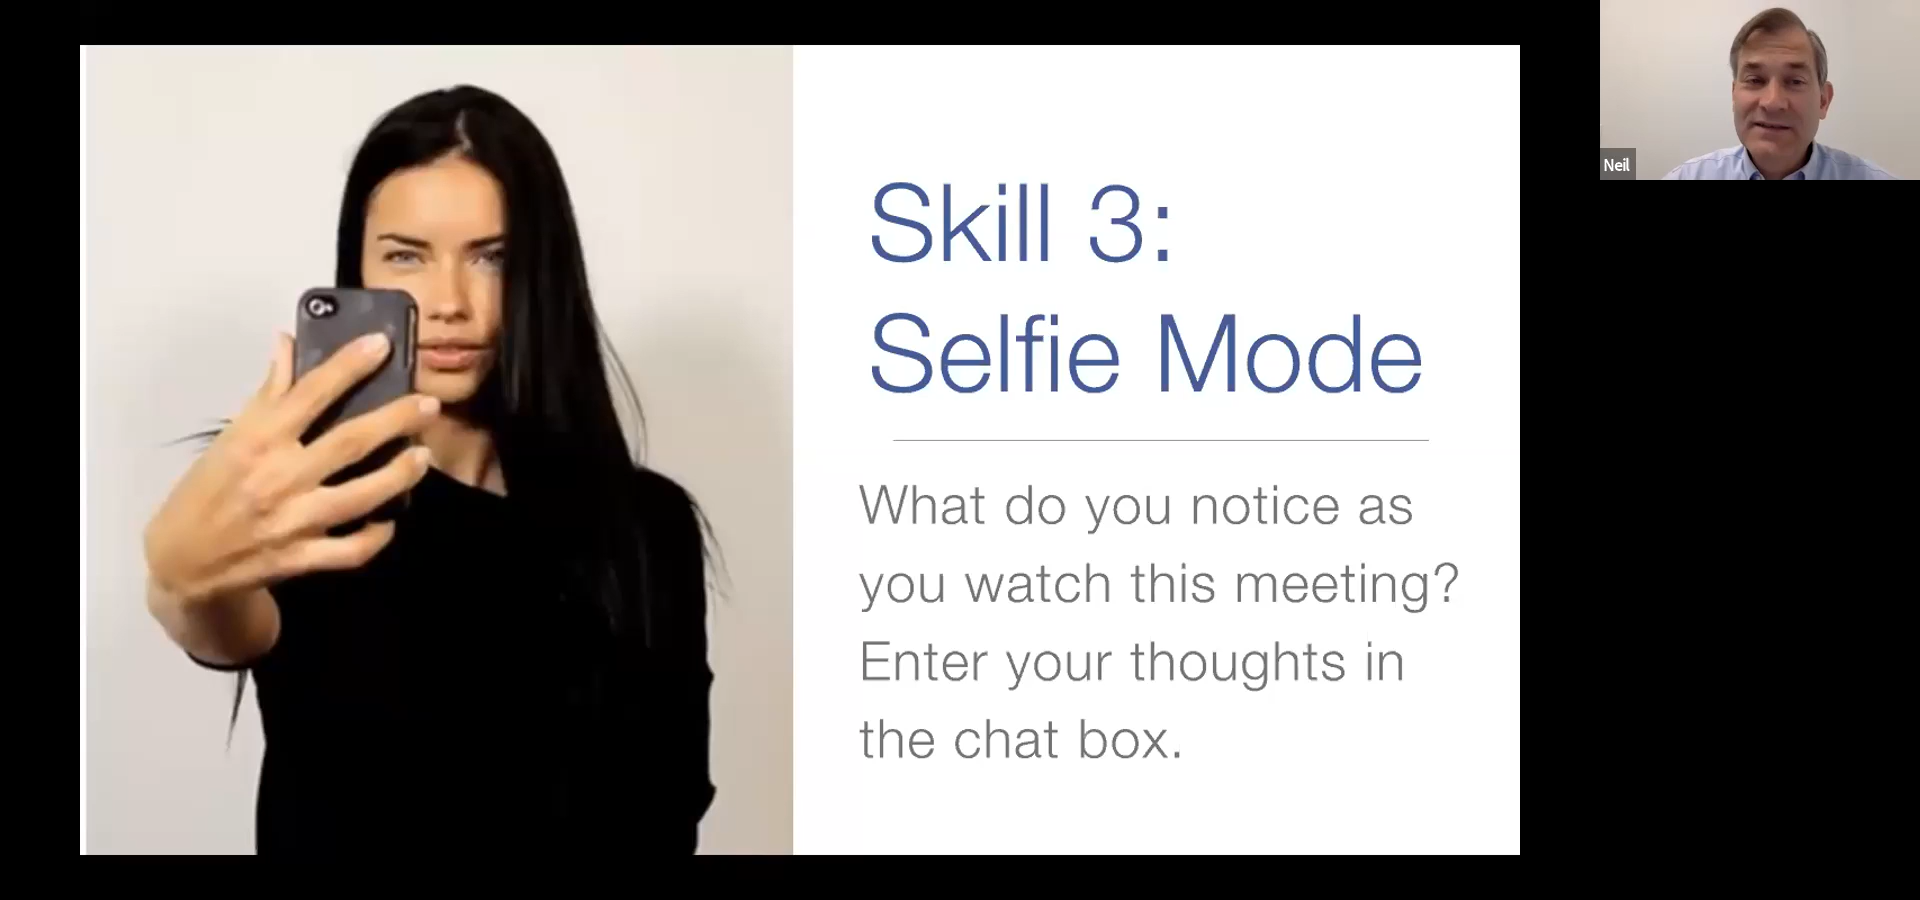 Skill 3:
Selfie Mode
What do you notice as
you watch this meeting?
Enter your thoughts in
the chat box.
Neil